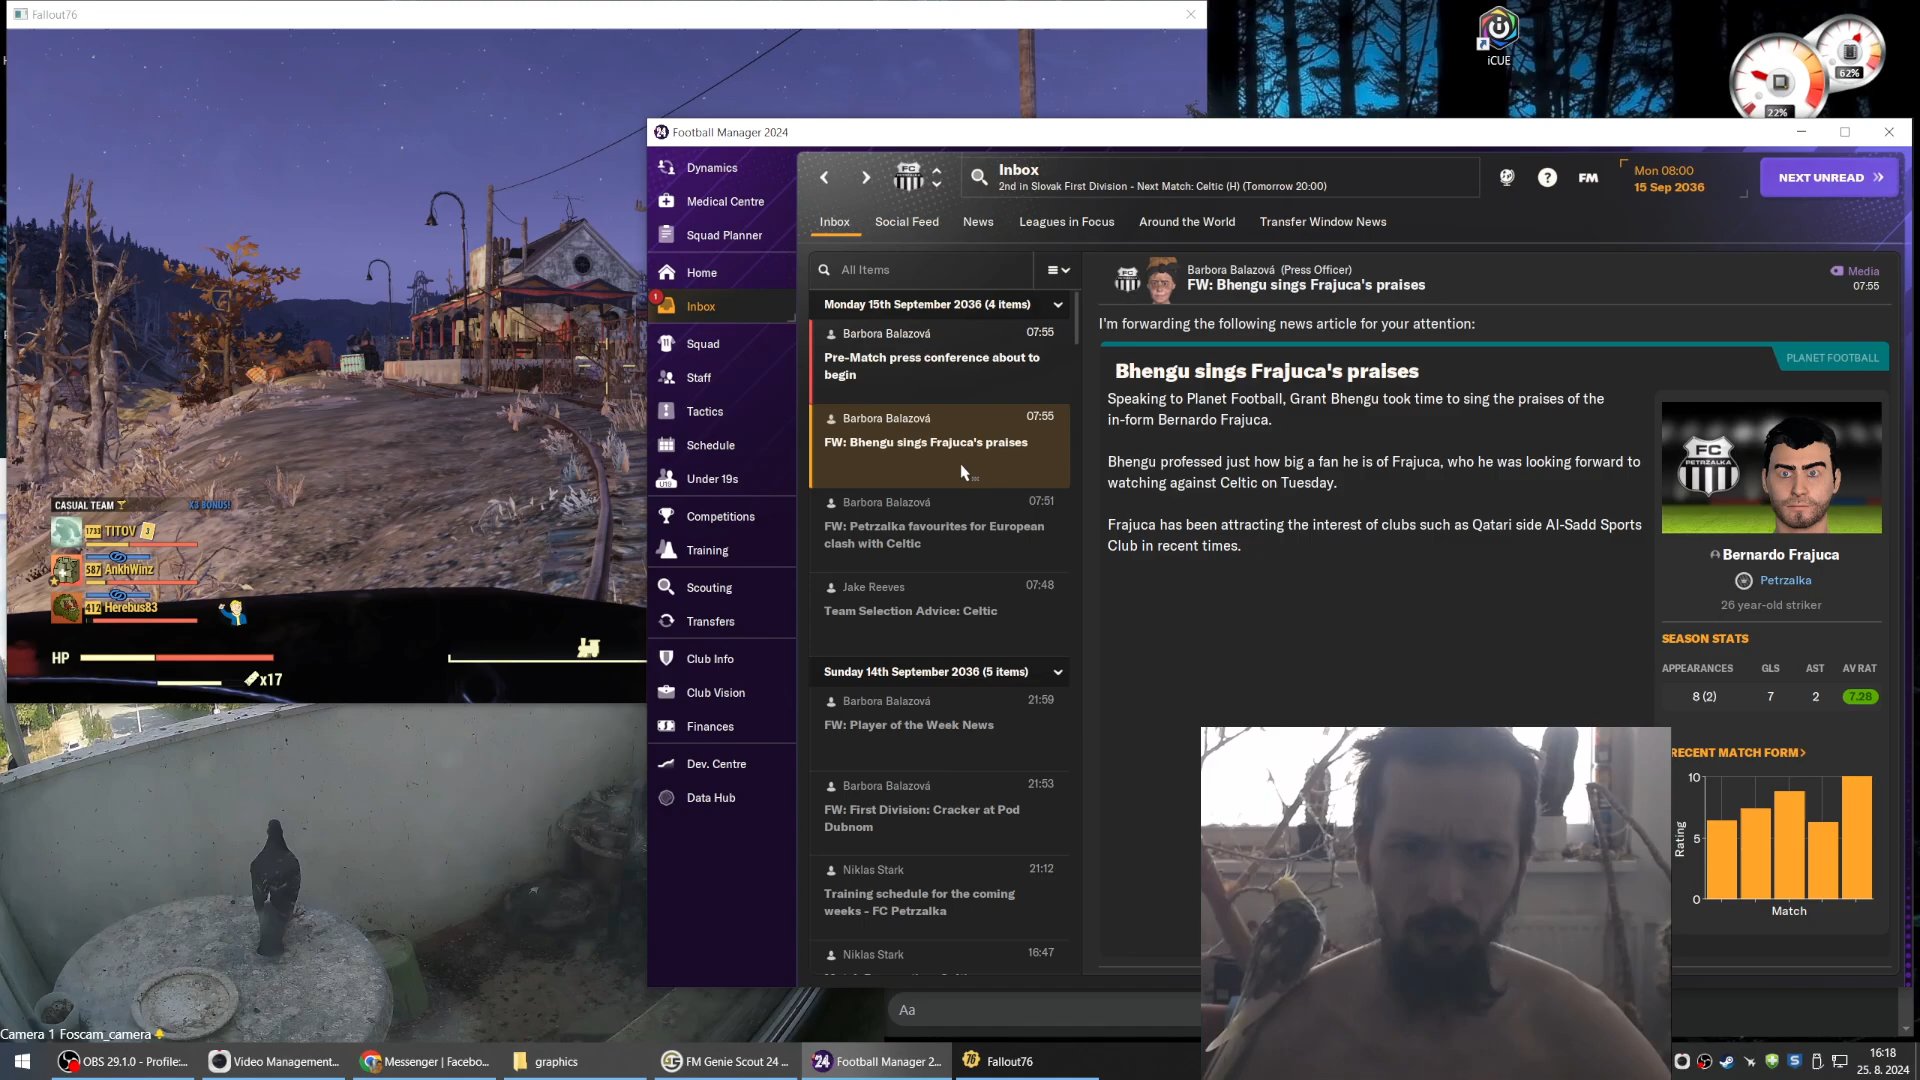 Fallout76
iCUE
62%
22%
Football Manager 2024
Dynamics
Medical Centre
Squad Planner
Home
1
Inbox
Squad
Staff
Tactics
Schedule
Under 19s
Competitions
Training
Scouting
Transfers
Club Info
Club Vision
Finances
Dev. Centre
Data Hub
Inbox
2nd in Slovak First Division - Next Match: Celtic (H) (Tomorrow 20:00)
FM
Mon 08:00
15 Sep 2036
NEXT UNREAD
Inbox
Social Feed
News
Leagues in Focus
Around the World
Transfer Window News
All Items
Monday 15th September 2036 (4 items)
Barbora Balazová
07:55
Pre-Match press conference about to
begin
Barbora Balazová
07:55
FW: Bhengu sings Frajuca's praises
Barbora Balazová
07:51
FW: Petrzalka favourites for European
clash with Celtic
Jake Reeves
07:48
Team Selection Advice: Celtic
Sunday 14th September 2036 (5 items)
Barbora Balazová
21:59
FW: Player of the Week News
Barbora Balazová
21:53
FW: First Division: Cracker at Pod
Dubnom
Niklas Stark
21:12
Training schedule for the coming
weeks - FC Petrzalka
Niklas Stark
16:47
Barbora Balazová (Press Officer)
FW: Bhengu sings Frajuca's praises
Media
07:55
I'm forwarding the following news article for your attention:
PLANET FOOTBALL
Bhengu sings Frajuca's praises
Speaking to Planet Football, Grant Bhengu took time to sing the praises of the
in-form Bernardo Frajuca.
Bhengu professed just how big a fan he is of Frajuca, who he was looking forward to
watching against Celtic on Tuesday.
Frajuca has been attracting the interest of clubs such as Qatari side Al-Sadd Sports
Club in recent times.
FC
PETRZALKA
Bernardo Frajuca
Petrzalka
26 year-old striker
SEASON STATS
APPEARANCES GLS AST AV RAT
8 (2) 7 2 7.28
RECENT MATCH FORM>
10
5
0
Rating
Match
CASUAL TEAM
X3 BONUS!
1733 TITOV 3
587 AnkhWinz
412 Herebus83
HP
x17
Camera 1 Foscam_camera
Aa
OBS 29.1.0 - Profile:...
Video Management...
Messenger | Facebo...
graphics
FM Genie Scout 24 ...
Football Manager 2...
Fallout76
16:18
25. 8. 2024